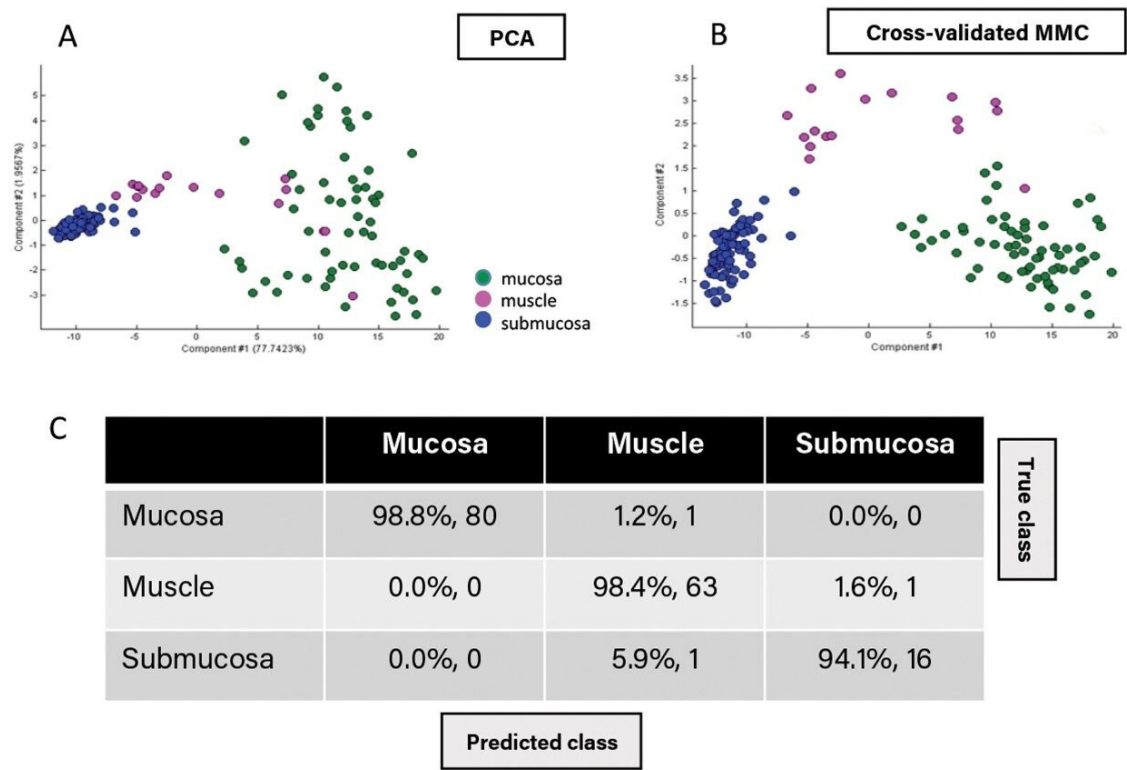 A
PCA
B
Cross-validated MMC
Component #2 (1.9567%)
5
4
3
2
1
0
-1
-2
-3
-10
-5
0
5
10
15
20
Component #1 (77.7423%)
mucosa
muscle
submucosa
Component #2
3.5
3
2.5
2
1.5
1
0.5
0
-0.5
-1
-1.5
-10
-5
0
5
10
15
20
Component #1
C
Mucosa Muscle Submucosa
Mucosa 98.8%, 80 1.2%, 1 0.0%, 0
Muscle 0.0%, 0 98.4%, 63 1.6%, 1
Submucosa 0.0%, 0 5.9%, 1 94.1%, 16
True class
Predicted class